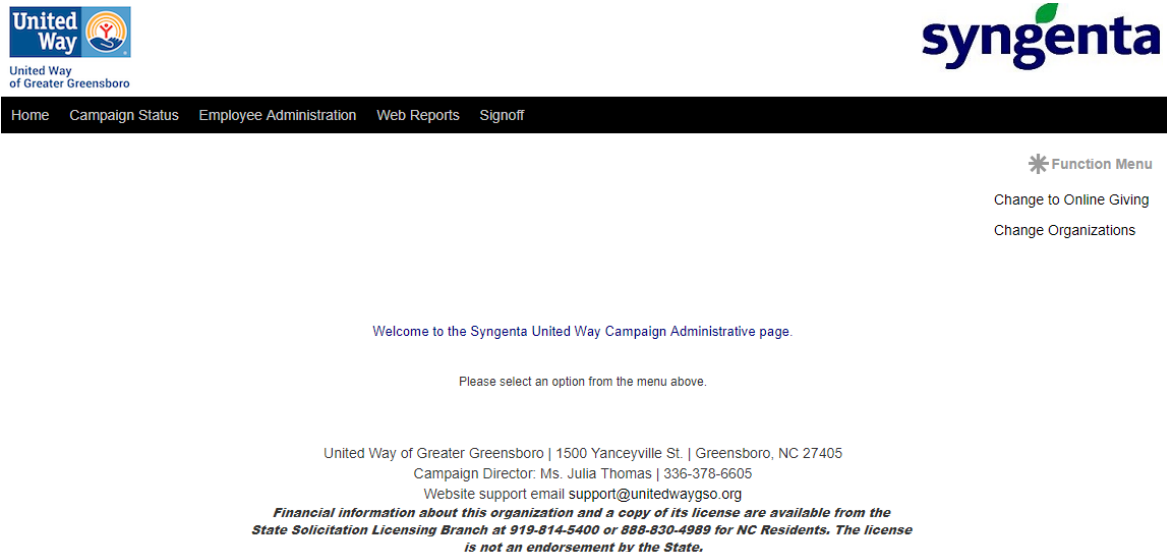 United
Way
United Way
of Greater Greensboro
syngenta
Home Campaign Status Employee Administration Web Reports Signoff
Function Menu
Change to Online Giving
Change Organizations
Welcome to the Syngenta United Way Campaign Administrative page.
Please select an option from the menu above.
United Way of Greater Greensboro | 1500 Yanceyville St. | Greensboro, NC 27405
Campaign Director: Ms. Julia Thomas | 336-378-6605
Website support email support@unitedwaygso.org
Financial information about this organization and a copy of its license are available from the
State Solicitation Licensing Branch at 919-814-5400 or 888-830-4989 for NC Residents. The license
is not an endorsement by the State.